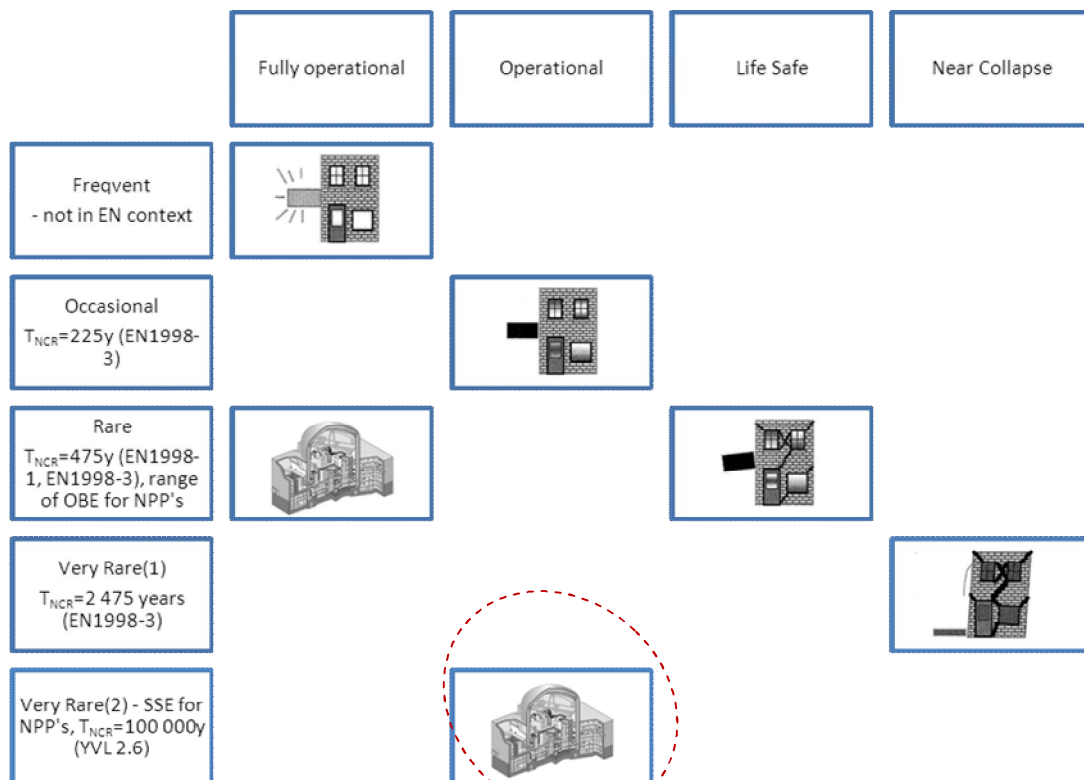 Fully operational
Operational
Life Safe
Near Collapse
Freqvent
- not in EN context
Occasional
TNCR=225y (EN1998-
3)
Rare
TNCR=475y (EN1998-
1, EN1998-3), range
of OBE for NPP's
Very Rare(1)
TNCR=2 475 years
(EN1998-3)
Very Rare(2) - SSE for
NPP's, TNCR=100 000y
(YVL 2.6)